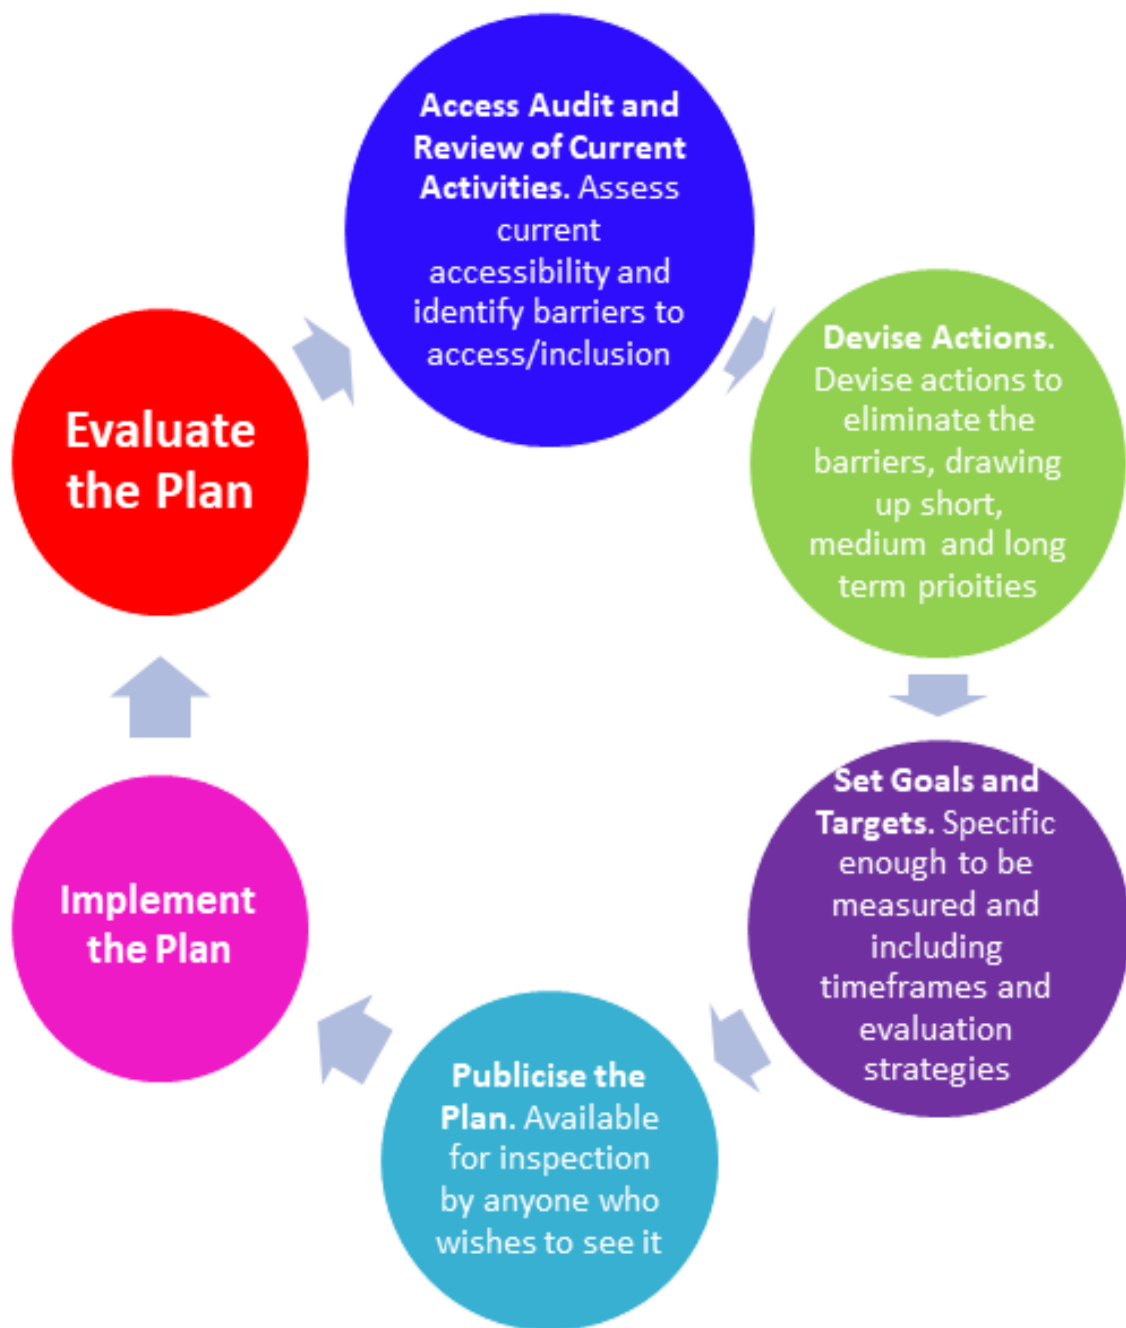 Access Audit and
Review of Current
Activities. Assess
current
accessibility and
identify barriers to
access/inclusion
Devise Actions.
Devise actions to
eliminate the
barriers, drawing
up short,
medium and long
term prioities
Set Goals and
Targets. Specific
enough to be
measured and
including
timeframes and
evaluation
strategies
Publicise the
Plan. Available
for inspection
by anyone who
wishes to see it
Implement
the Plan
Evaluate
the Plan